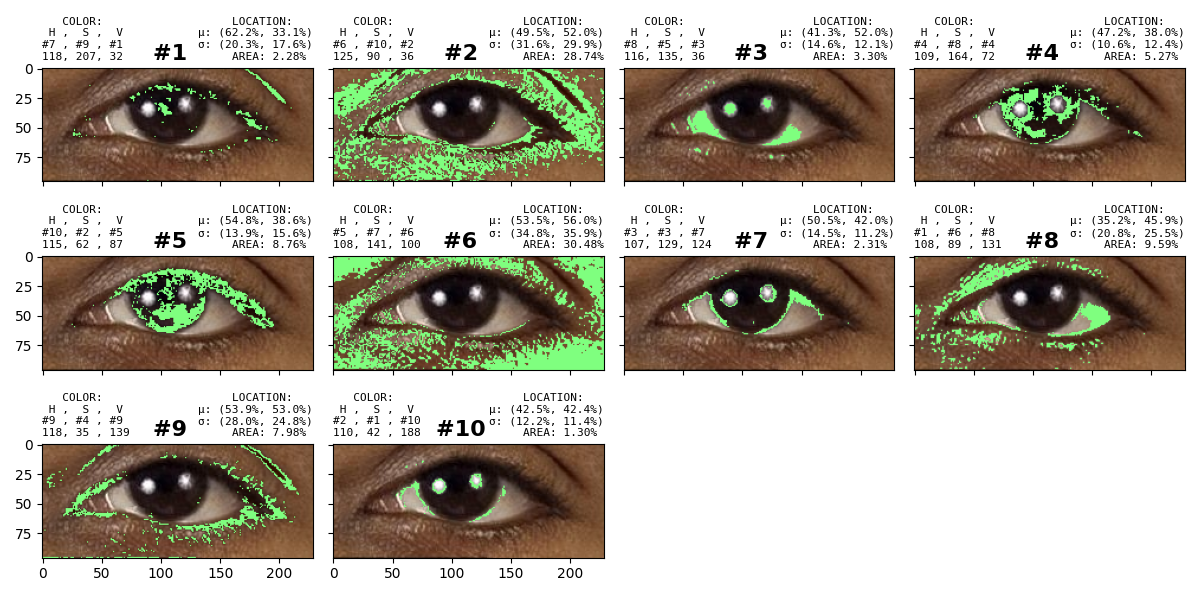 COLOR: LOCATION:
H , S , V μ: (62.2%, 33.1%)
#7 , #9 , #1 #1 σ: (20.3%, 17.6%)
118, 207, 32 AREA: 2.28%
COLOR: LOCATION:
H , S , V μ: (49.5%, 52.0%)
#6 , #10, #2 #2 σ: (31.6%, 29.9%)
125, 90 , 36 AREA: 28.74%
COLOR: LOCATION:
H , S , V μ: (41.3%, 52.0%)
#8 , #5 , #3 #3 σ: (14.6%, 12.1%)
116, 135, 36 AREA: 3.30%
COLOR: LOCATION:
H , S , V μ: (47.2%, 38.0%)
#4 , #8 , #4 #4 σ: (10.6%, 12.4%)
109, 164, 72 AREA: 5.27%
0
25
50
75
COLOR: LOCATION:
H , S , V μ: (54.8%, 38.6%)
#10, #2 , #5 #5 σ: (13.9%, 15.6%)
115, 62 , 87 AREA: 8.76%
COLOR: LOCATION:
H , S , V μ: (53.5%, 56.0%)
#5 , #7 , #6 #6 σ: (34.8%, 35.9%)
108, 141, 100 AREA: 30.48%
COLOR: LOCATION:
H , S , V μ: (50.5%, 42.0%)
#3 , #3 , #7 #7 σ: (14.5%, 11.2%)
107, 129, 124 AREA: 2.31%
COLOR: LOCATION:
H , S , V μ: (35.2%, 45.9%)
#1 , #6 , #8 #8 σ: (20.8%, 25.5%)
108, 89 , 131 AREA: 9.59%
0
25
50
75
COLOR: LOCATION:
H , S , V μ: (53.9%, 53.0%)
#9 , #4 , #9 #9 σ: (28.0%, 24.8%)
118, 35 , 139 AREA: 7.98%
COLOR: LOCATION:
H , S , V μ: (42.5%, 42.4%)
#2 , #1 , #10 #10 σ: (12.2%, 11.4%)
110, 42 , 188 AREA: 1.30%
0
25
50
75
0 50 100 150 200
0 50 100 150 200